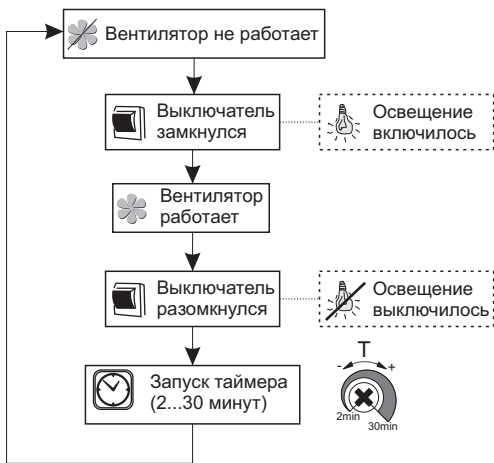 Вентилятор не работает
Выключатель
замкнулся
Освещение
включилось
Вентилятор
работает
Выключатель
разомкнулся
Освещение
выключилось
Запуск таймера
(2...30 минут)
T
- +
2min
30min